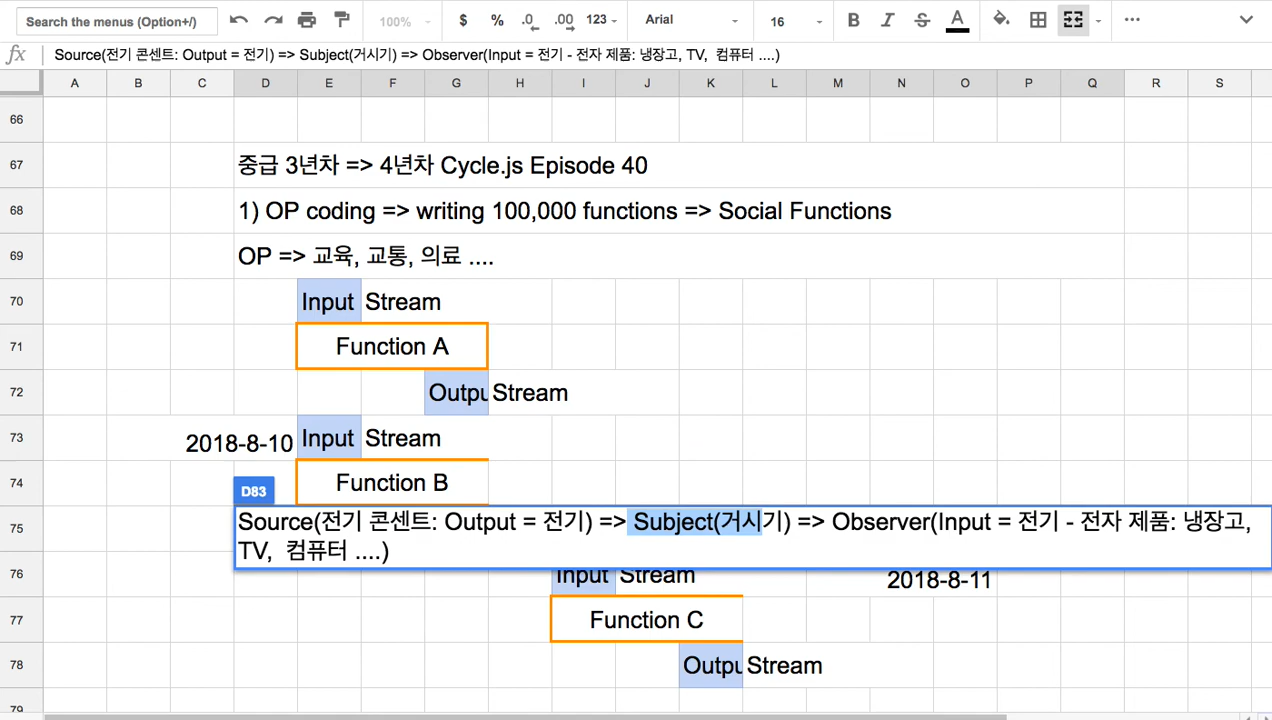 Search the menus (Option+/) 100% $ % .0 .00 123 Arial 16 B I S A
fx Source(전기 콘센트: Output = 전기) => Subject(거시기) => Observer(Input = 전기 - 전자 제품: 냉장고, TV,  컴퓨터 ....)
A B C D E F G H I J K L M N O P Q R S
66
67 중급 3년차 => 4년차 Cycle.js Episode 40
68 1) OP coding => writing 100,000 functions => Social Functions
69 OP => 교육, 교통, 의료 ....
70 Input Stream
71 Function A
72 Outpu Stream
73 2018-8-10 Input Stream
74 Function B
D83
75 Source(전기 콘센트: Output = 전기) => Subject(거시기) => Observer(Input = 전기 - 전자 제품: 냉장고,
TV,  컴퓨터 ....)
76 Input Stream 2018-8-11
77 Function C
78 Outpu Stream
79